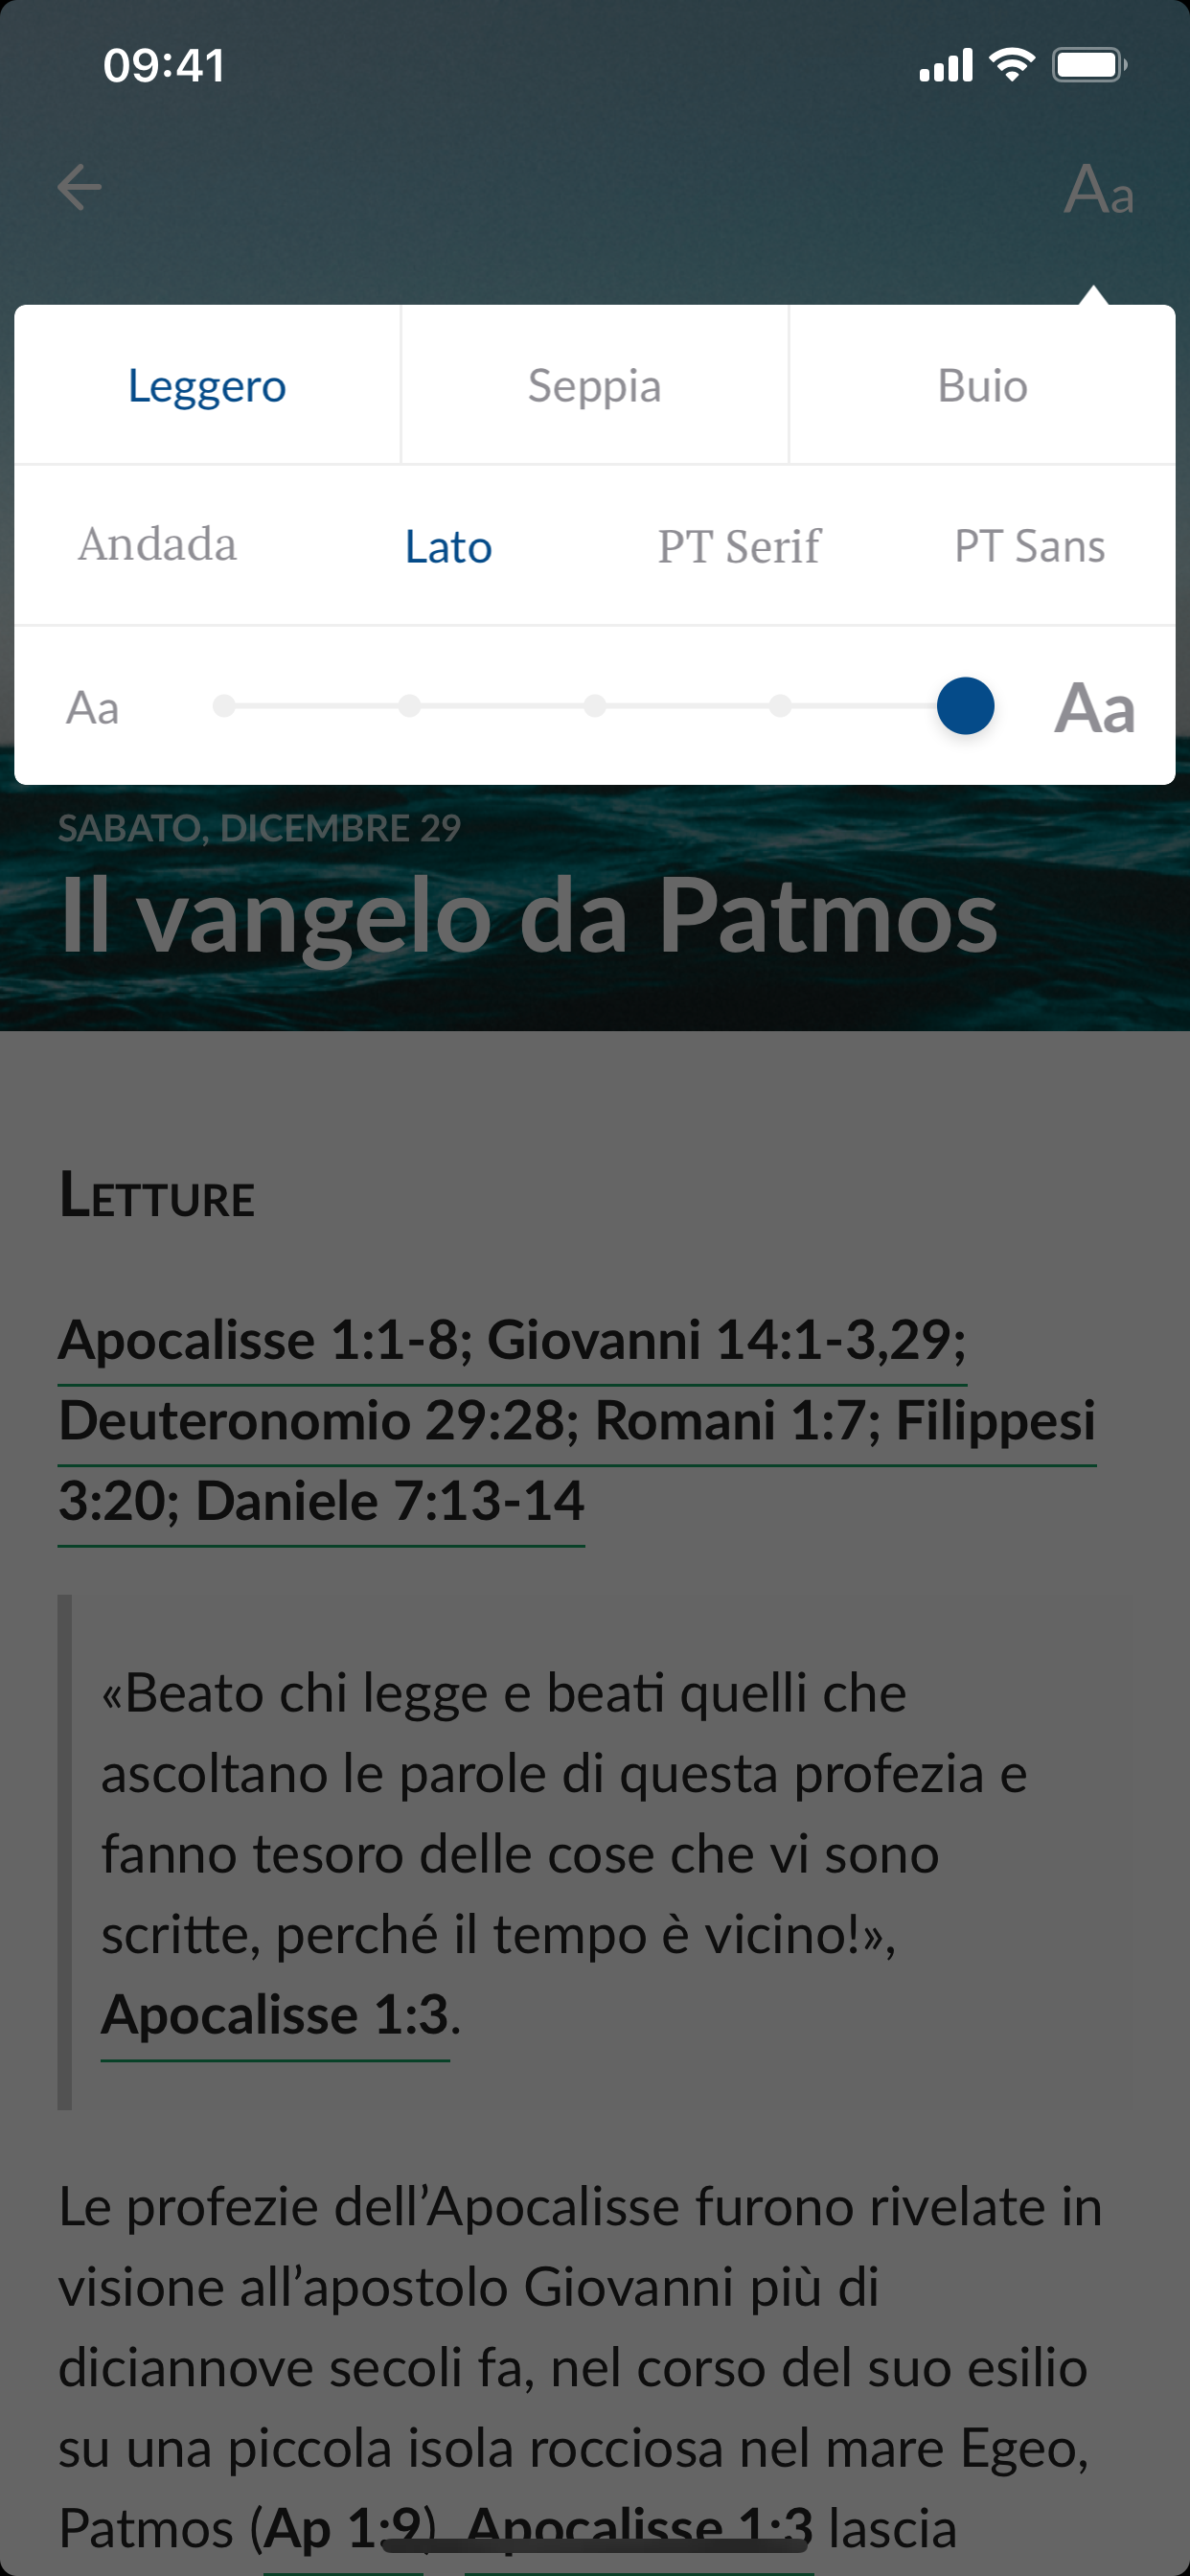 09:41
Aa
Leggero Seppia Buio
Andada Lato PT Serif PT Sans
Aa Aa
SABATO, DICEMBRE 29
Il vangelo da Patmos
LETTURE
Apocalisse 1:1-8; Giovanni 14:1-3,29;
Deuteronomio 29:28; Romani 1:7; Filippesi
3:20; Daniele 7:13-14
«Beato chi legge e beati quelli che
ascoltano le parole di questa profezia e
fanno tesoro delle cose che vi sono
scritte, perché il tempo è vicino!»,
Apocalisse 1:3.
Le profezie dell’Apocalisse furono rivelate in
visione all’apostolo Giovanni più di
diciannove secoli fa, nel corso del suo esilio
su una piccola isola rocciosa nel mare Egeo,
Patmos (Ap 1:9). Apocalisse 1:3 lascia